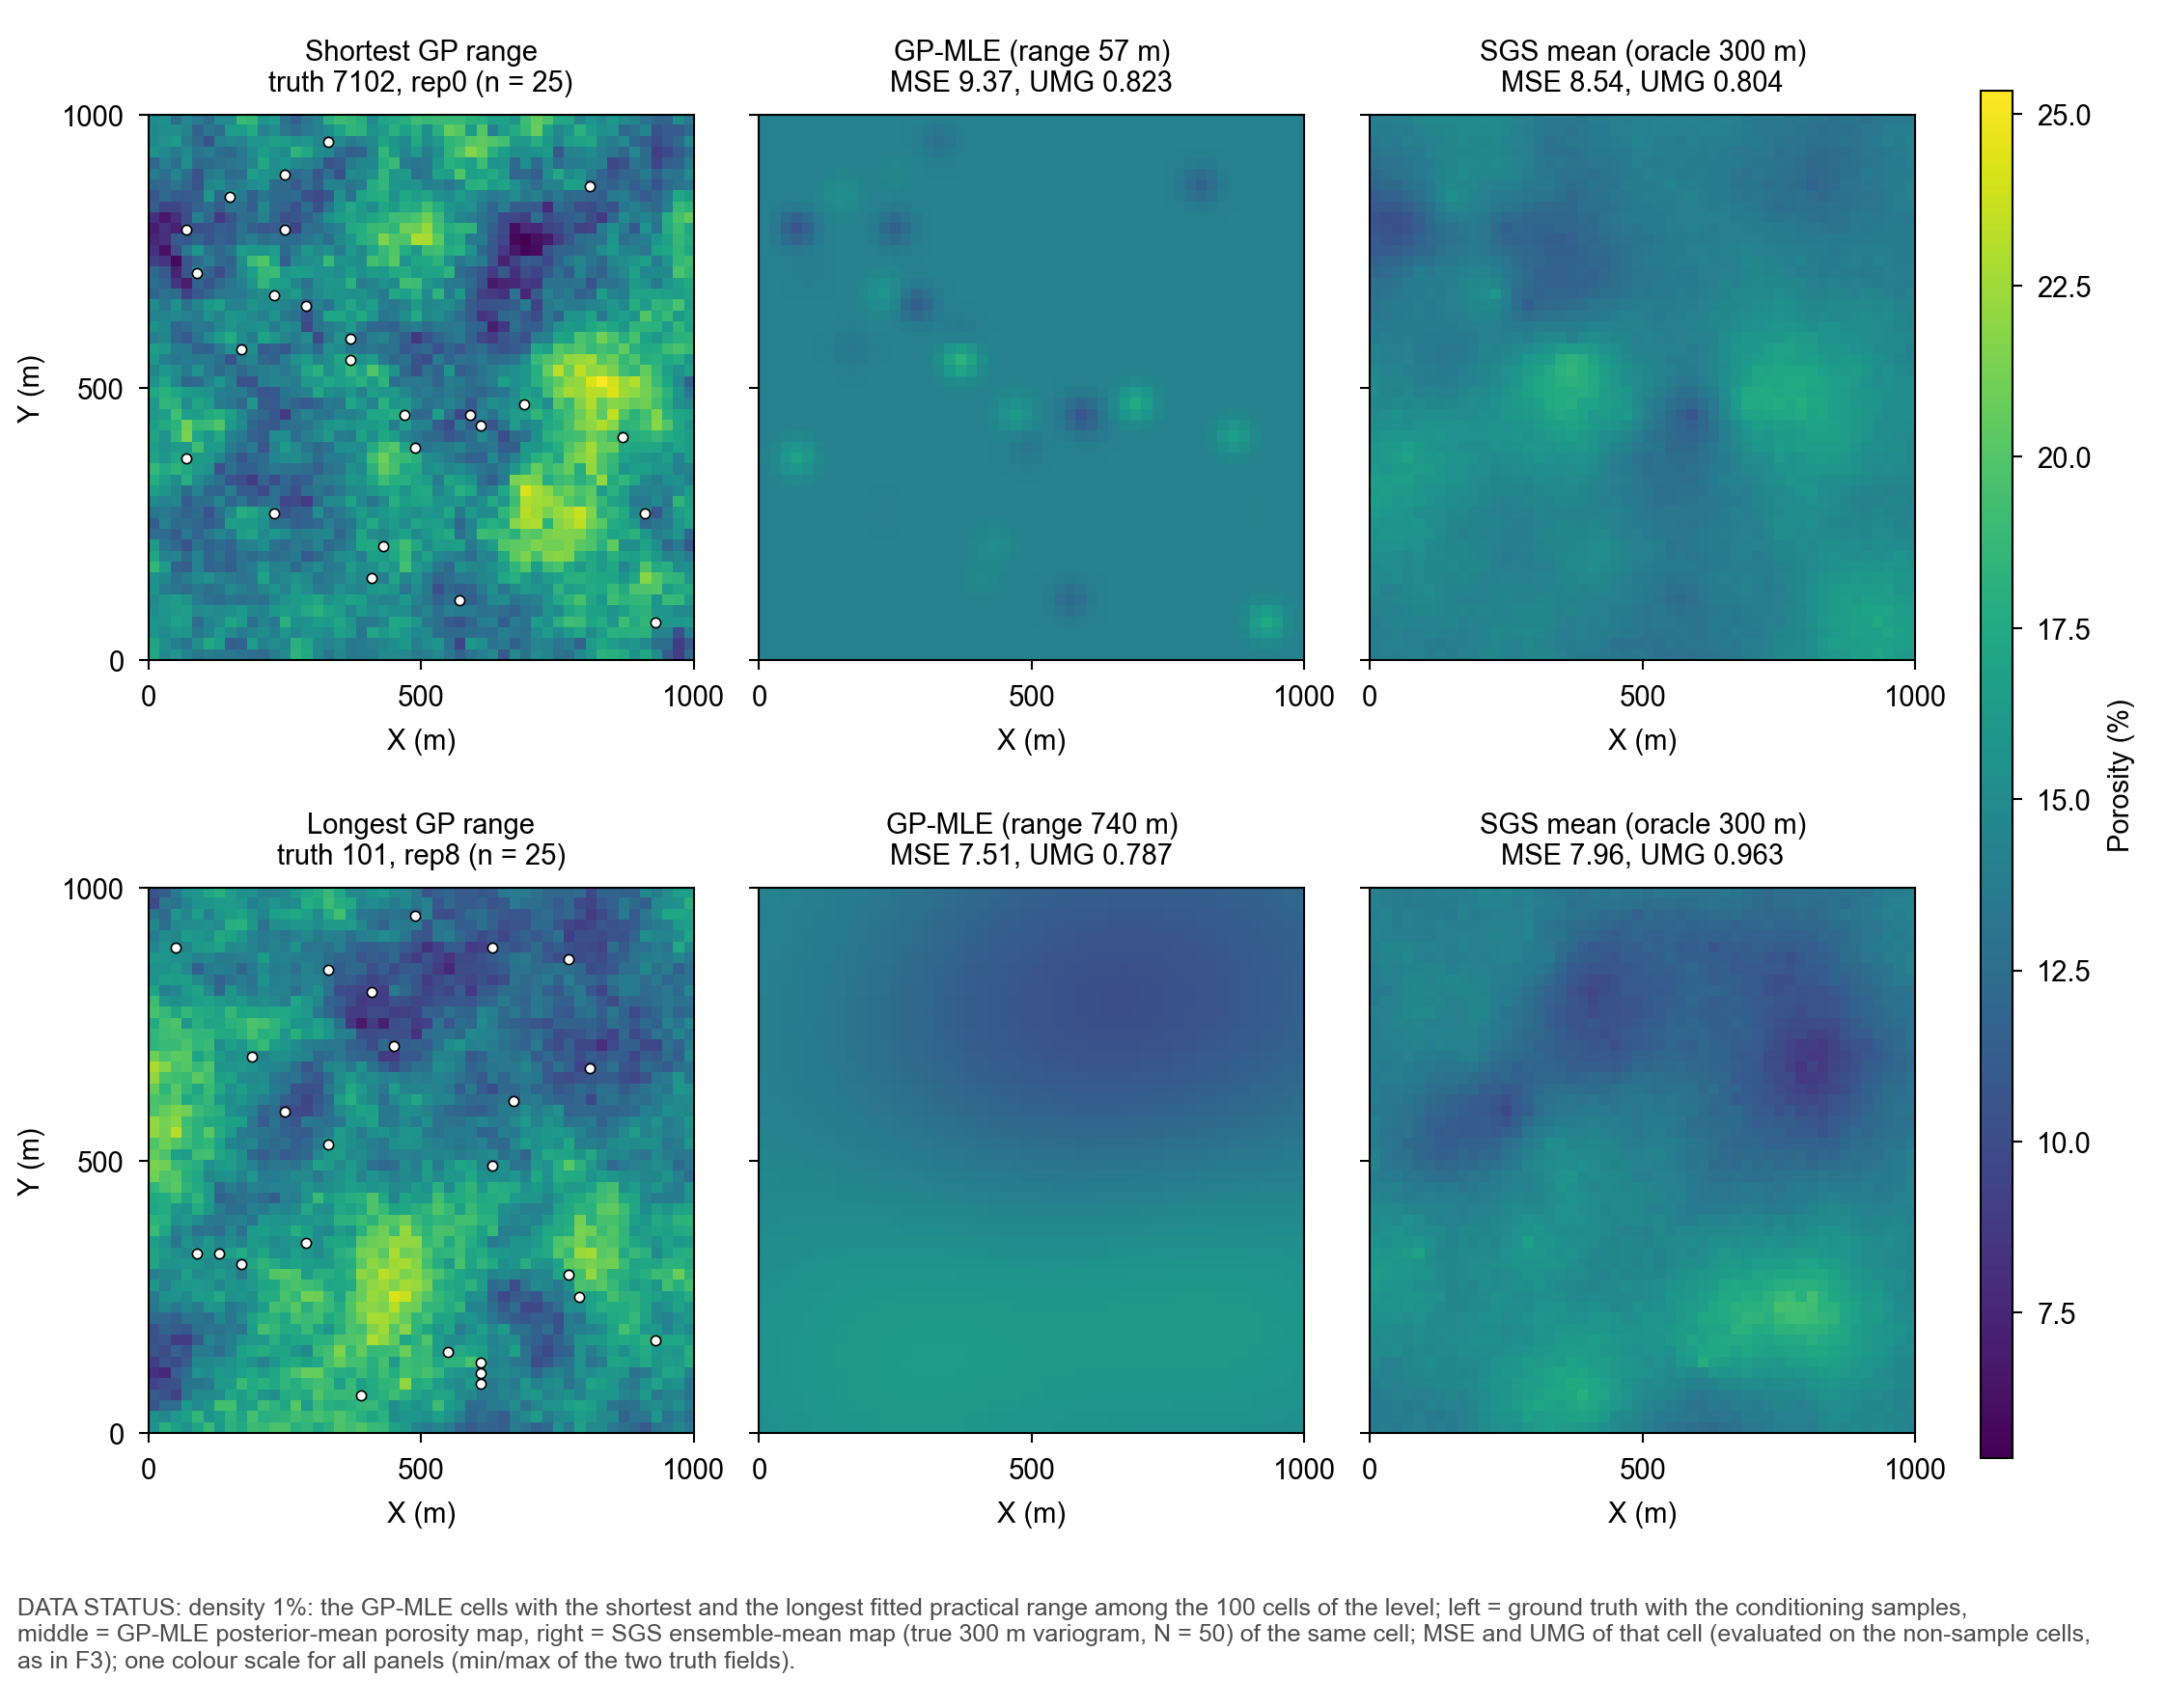 Shortest GP range
truth 7102, rep0 (n = 25)
GP-MLE (range 57 m)
MSE 9.37, UMG 0.823
SGS mean (oracle 300 m)
MSE 8.54, UMG 0.804
1000
500
0
Y (m)
0 500 1000
X (m)
0 500 1000
X (m)
0 500 1000
X (m)
25.0
22.5
20.0
17.5
15.0
12.5
10.0
7.5
Porosity (%)
Longest GP range
truth 101, rep8 (n = 25)
GP-MLE (range 740 m)
MSE 7.51, UMG 0.787
SGS mean (oracle 300 m)
MSE 7.96, UMG 0.963
1000
500
0
Y (m)
0 500 1000
X (m)
0 500 1000
X (m)
0 500 1000
X (m)
DATA STATUS: density 1%: the GP-MLE cells with the shortest and the longest fitted practical range among the 100 cells of the level; left = ground truth with the conditioning samples,
middle = GP-MLE posterior-mean porosity map, right = SGS ensemble-mean map (true 300 m variogram, N = 50) of the same cell; MSE and UMG of that cell (evaluated on the non-sample cells,
as in F3); one colour scale for all panels (min/max of the two truth fields).